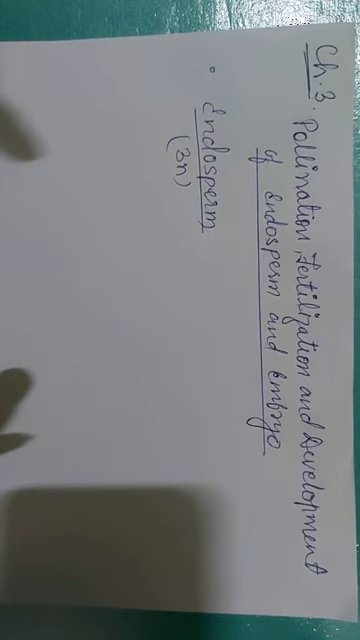 Ch. 3. Pollination, Fertilization and Development
of Endosperm and Embryo
• Endosperm
(3n)